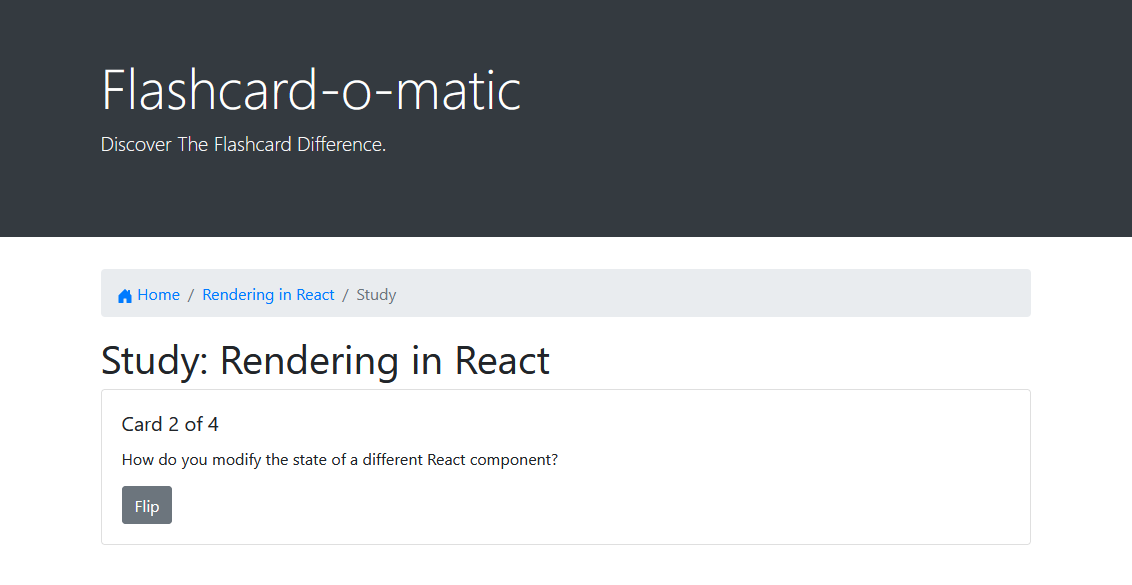 Flashcard-o-matic
Discover The Flashcard Difference.
Home / Rendering in React / Study
Study: Rendering in React
Card 2 of 4
How do you modify the state of a different React component?
Flip